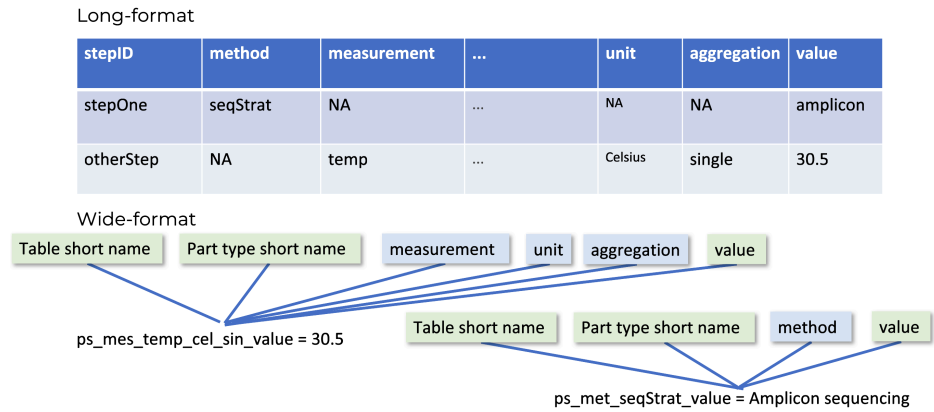 Long-format
stepID method measurement ... unit aggregation value
stepOne seqStrat NA ... NA NA amplicon
otherStep NA temp ... Celsius single 30.5
Wide-format
Table short name Part type short name measurement unit aggregation value
ps_mes_temp_cel_sin_value = 30.5
Table short name Part type short name method value
ps_met_seqStrat_value = Amplicon sequencing